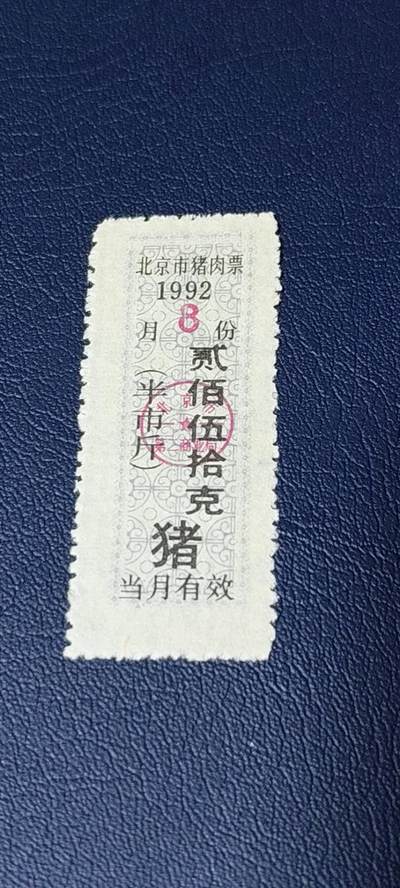 北京市猪肉票
1992
8
月 份
贰佰伍拾克
(半市斤)
猪
当月有效